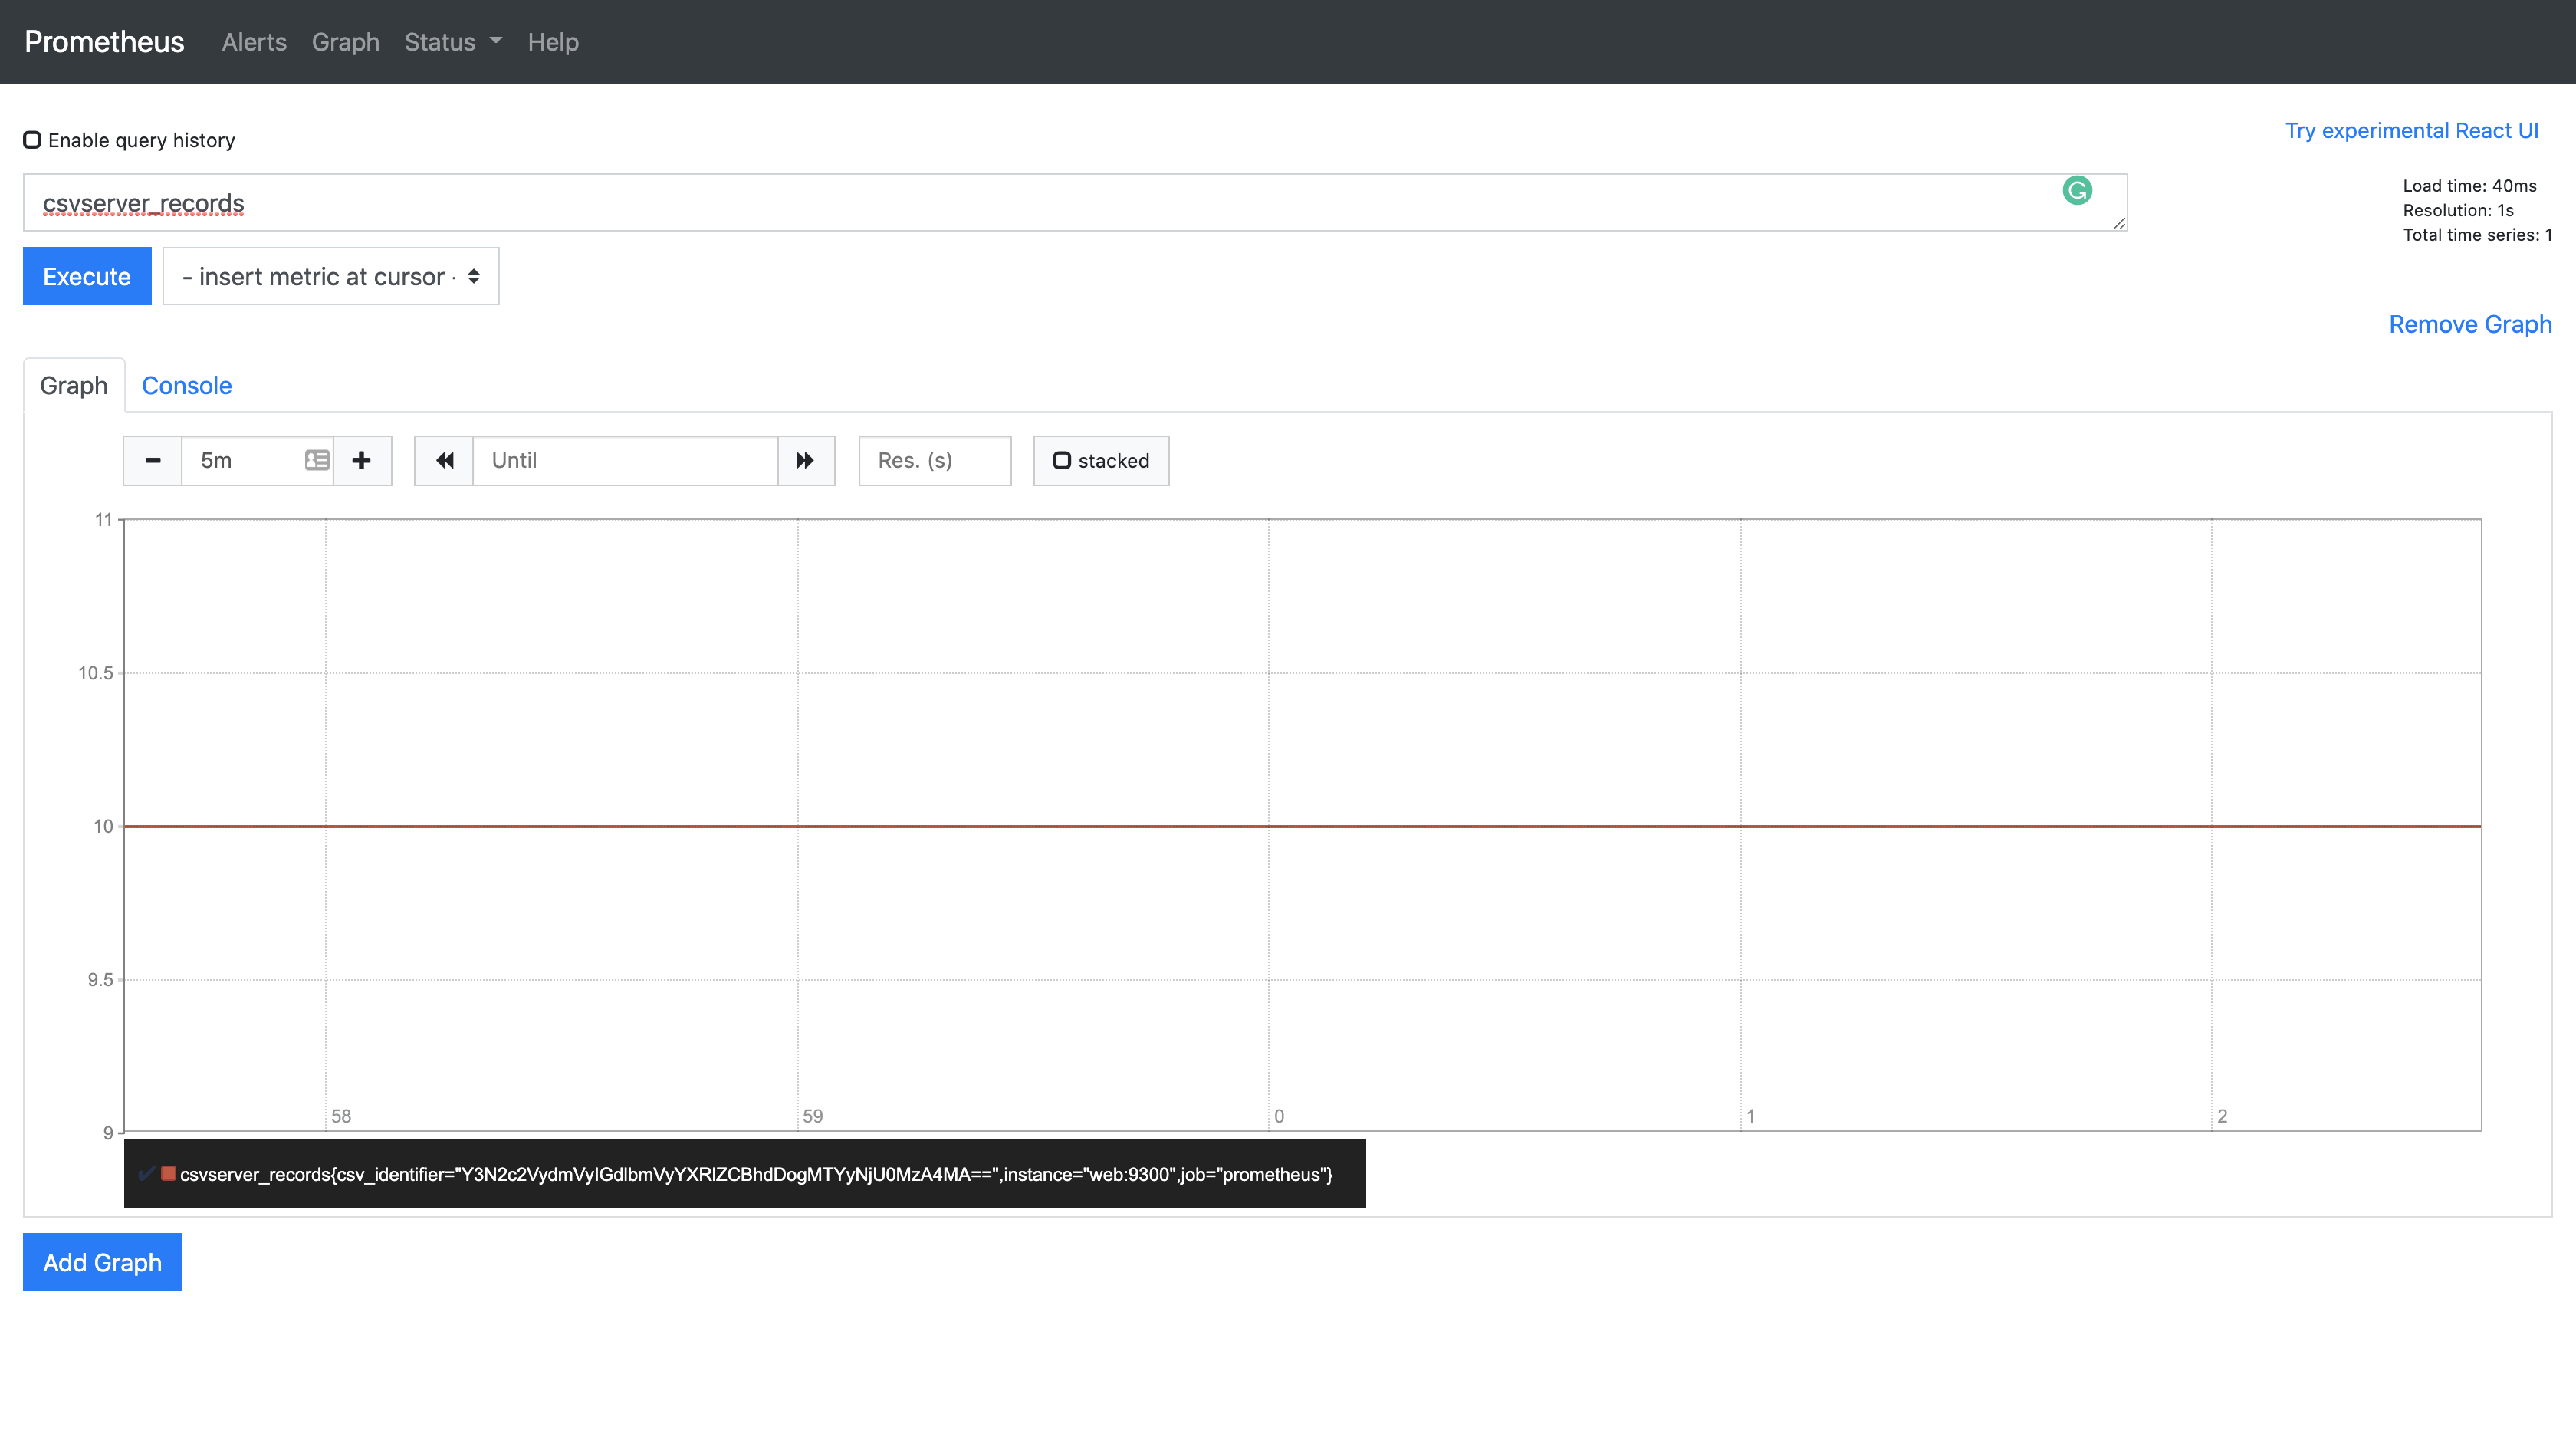 Prometheus Alerts Graph Status Help
Enable query history
Try experimental React UI
csvserver_records
Load time: 40ms
Resolution: 1s
Total time series: 1
Execute
- insert metric at cursor -
Remove Graph
Graph Console
5m
Until
Res. (s)
stacked
11
10.5
10
9.5
9
58 59 0 1 2
csvserver_records{csv_identifier="Y3N2c2VydmVyIGdlbmVyYXRlZCBhdDogMTYyNjU0MzA4MA==",instance="web:9300",job="prometheus"}
Add Graph